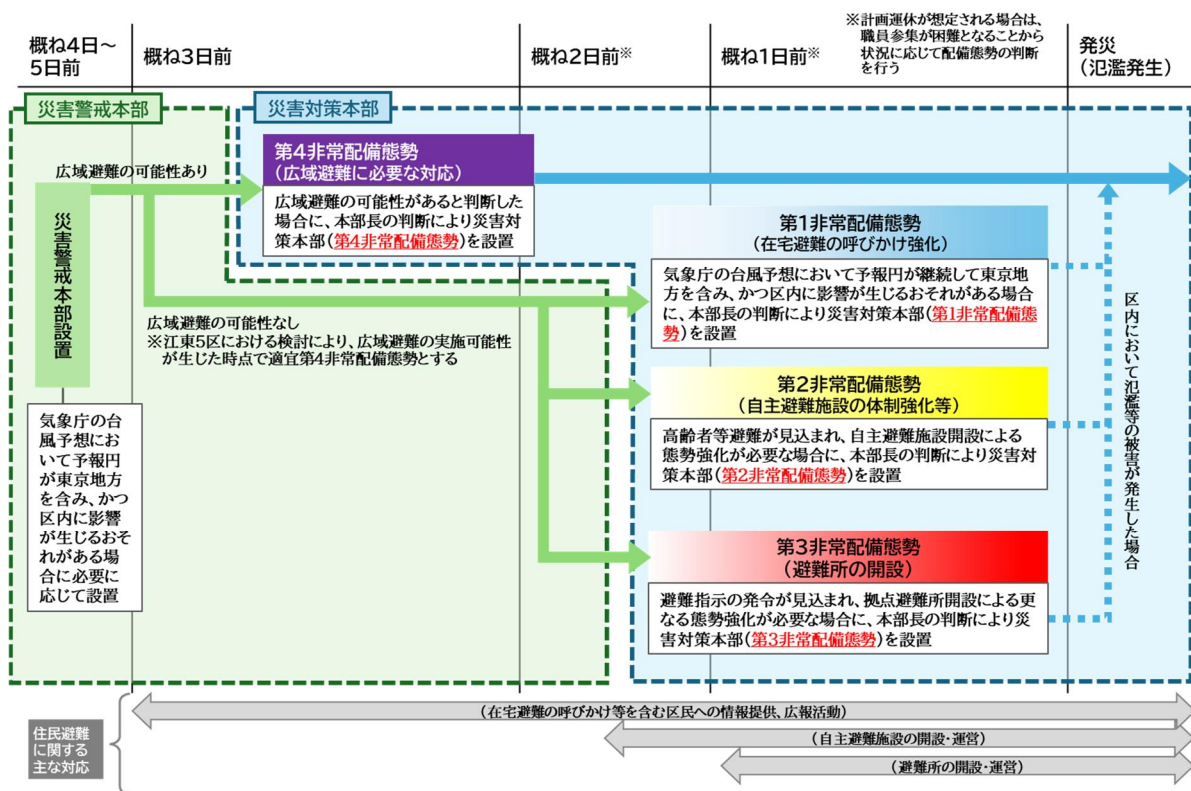 概ね4日～
5日前
概ね3日前
概ね2日前※
概ね1日前※
※計画運休が想定される場合は、
職員参集が困難となることから
状況に応じて配備態勢の判断
を行う
発災
（氾濫発生）
災害警戒本部
災害対策本部
広域避難の可能性あり
災害警戒本部設置
気象庁の台
風予想にお
いて予報円
が東京地方
を含み、かつ
区内に影響
が生じるおそ
れがある場
合に必要に
応じて設置
第4非常配備態勢
（広域避難に必要な対応）
広域避難の可能性があると判断した
場合に、本部長の判断により災害対
策本部（第4非常配備態勢）を設置
広域避難の可能性なし
※江東5区における検討により、広域避難の実施可能性
が生じた時点で適宜第4非常配備態勢とする
第1非常配備態勢
（在宅避難の呼びかけ強化）
気象庁の台風予想において予報円が継続して東京地
方を含み、かつ区内に影響が生じるおそれがある場合
に、本部長の判断により災害対策本部（第1非常配備態
勢）を設置
第2非常配備態勢
（自主避難施設の体制強化等）
高齢者等避難が見込まれ、自主避難施設開設による
態勢強化が必要な場合に、本部長の判断により災害対
策本部（第2非常配備態勢）を設置
第3非常配備態勢
（避難所の開設）
避難指示の発令が見込まれ、拠点避難所開設による更
なる態勢強化が必要な場合に、本部長の判断により災
害対策本部（第3非常配備態勢）を設置
区内において氾濫等の被害が発生した場合
住民避難
に関する
主な対応
（在宅避難の呼びかけ等を含む区民への情報提供、広報活動）
（自主避難施設の開設・運営）
（避難所の開設・運営）